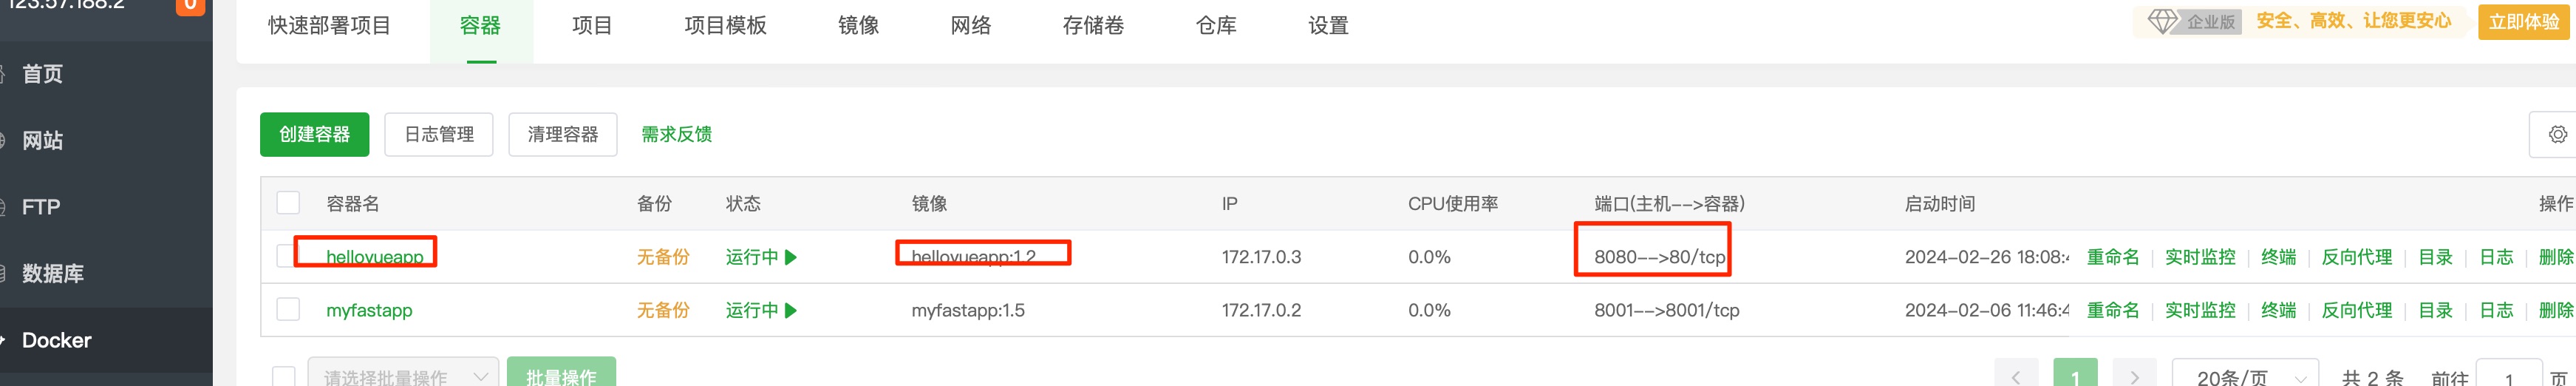 123.57.188.2 0
快速部署项目 容器 项目 项目模板 镜像 网络 存储卷 仓库 设置 企业版 安全、高效、让您更安心 立即体验
首页
网站
FTP
数据库
Docker
创建容器 日志管理 清理容器 需求反馈
容器名 备份 状态 镜像 IP CPU使用率 端口(主机-->容器) 启动时间 操作
hellovueapp 无备份 运行中 hellovueapp:1.2 172.17.0.3 0.0% 8080-->80/tcp 2024-02-26 18:08: 重命名 实时监控 终端 反向代理 目录 日志 删除
myfastapp 无备份 运行中 myfastapp:1.5 172.17.0.2 0.0% 8001-->8001/tcp 2024-02-06 11:46:4 重命名 实时监控 终端 反向代理 目录 日志 删除
请选择批量操作 批量操作 1 20条/页 共 2 条 前往 1 页